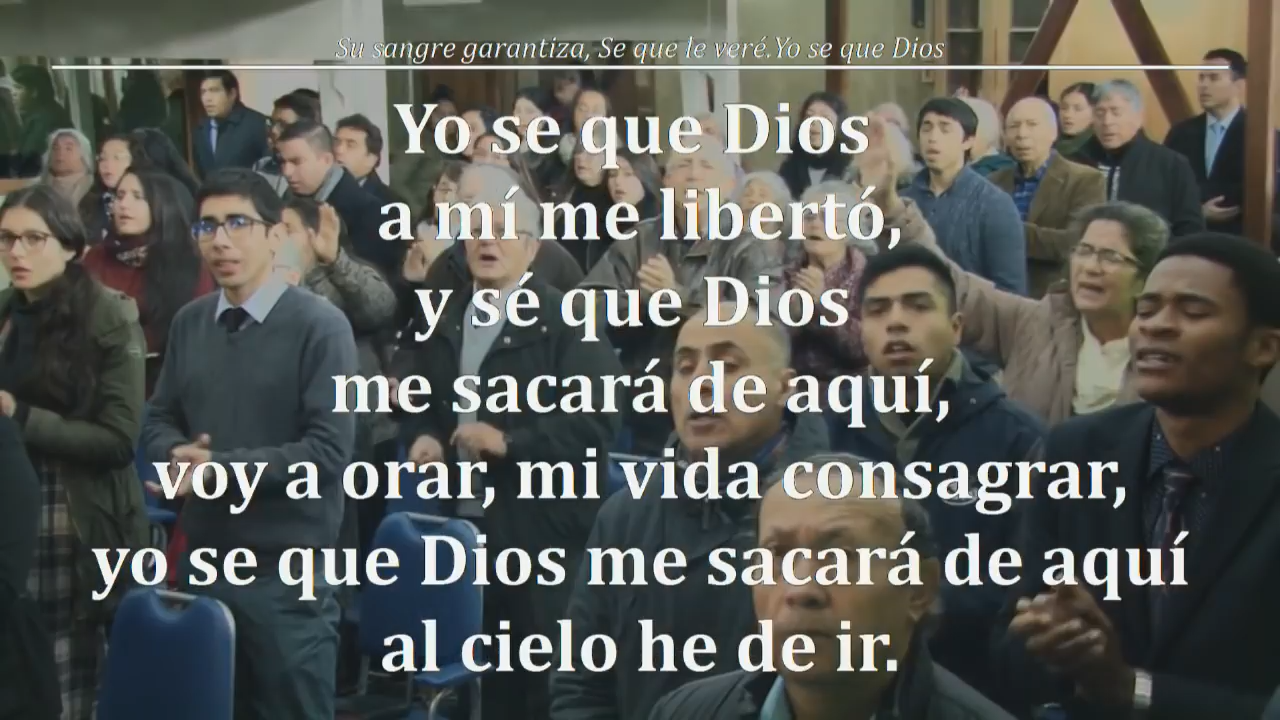 Su sangre garantiza, Se que le veré.Yo se que Dios
Yo se que Dios
a mí me libertó,
y sé que Dios
me sacará de aquí,
voy a orar, mi vida consagrar,
yo se que Dios me sacará de aquí
al cielo he de ir.